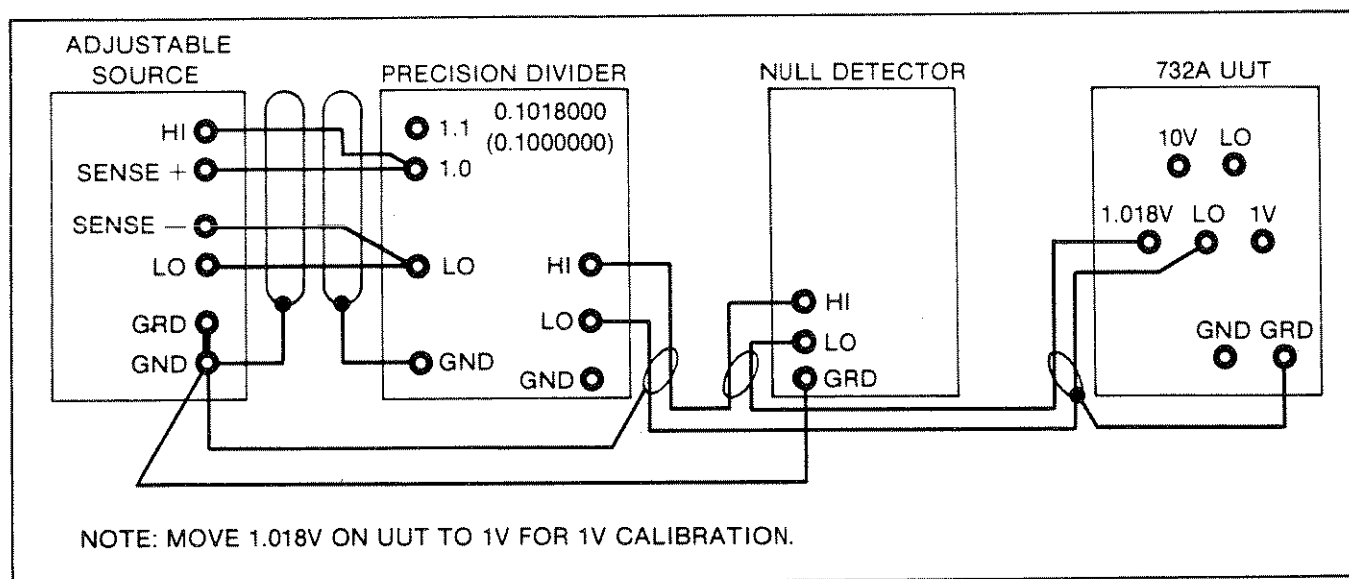 ADJUSTABLE
SOURCE
HI
SENSE +
SENSE —
LO
GRD
GND
PRECISION DIVIDER
1.1
0.1018000
(0.1000000)
1.0
LO
HI
LO
GND
GND
NULL DETECTOR
HI
LO
GRD
732A UUT
10V LO
1.018V LO 1V
GND GRD
NOTE: MOVE 1.018V ON UUT TO 1V FOR 1V CALIBRATION.